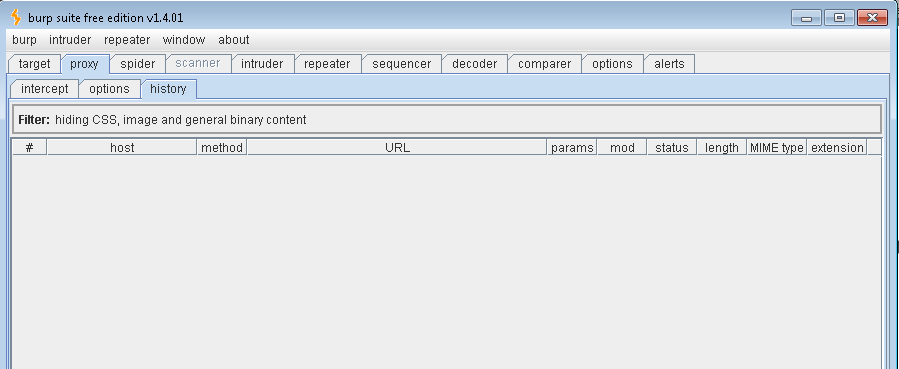 burp suite free edition v1.4.01
burp intruder repeater window about
target proxy spider scanner intruder repeater sequencer decoder comparer options alerts
intercept options history
Filter: hiding CSS, image and general binary content
# host method URL params mod status length MIME type extension